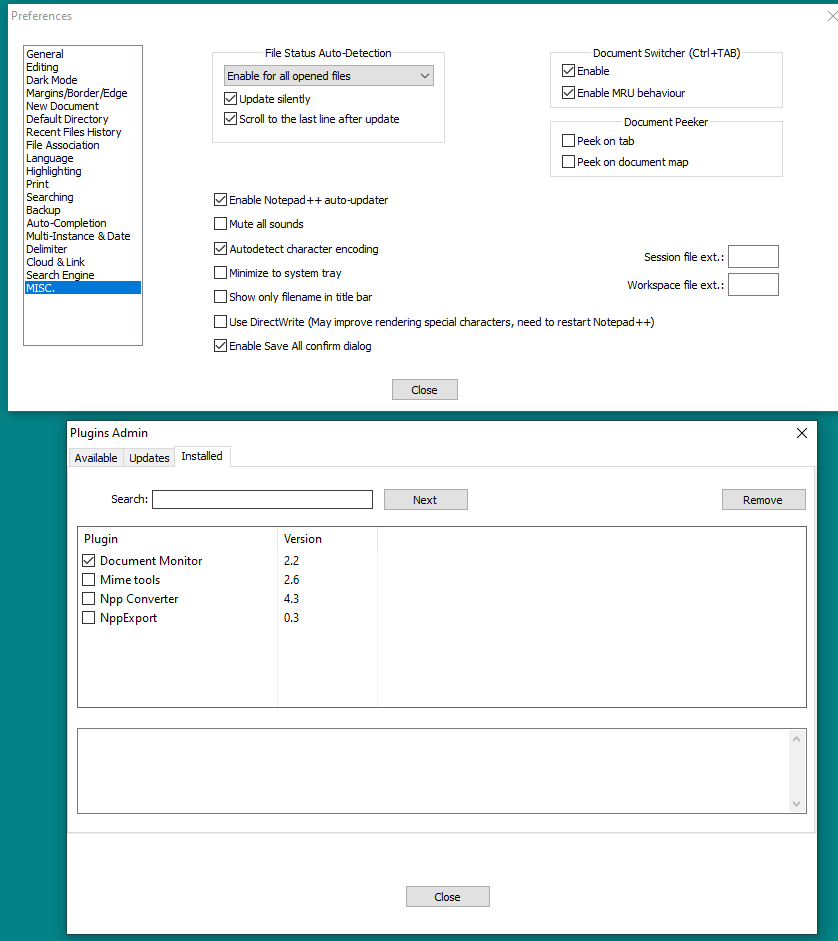 Preferences
General
Editing
Dark Mode
Margins/Border/Edge
New Document
Default Directory
Recent Files History
File Association
Language
Highlighting
Print
Searching
Backup
Auto-Completion
Multi-Instance & Date
Delimiter
Cloud & Link
Search Engine
MISC.
File Status Auto-Detection
Enable for all opened files
Update silently
Scroll to the last line after update
Document Switcher (Ctrl+TAB)
Enable
Enable MRU behaviour
Document Peeker
Peek on tab
Peek on document map
Enable Notepad++ auto-updater
Mute all sounds
Autodetect character encoding
Minimize to system tray
Show only filename in title bar
Use DirectWrite (May improve rendering special characters, need to restart Notepad++)
Enable Save All confirm dialog
Session file ext.:
Workspace file ext.:
Close
Plugins Admin
Available Updates Installed
Search: Next Remove
Plugin Version
Document Monitor 2.2
Mime tools 2.6
Npp Converter 4.3
NppExport 0.3
Close